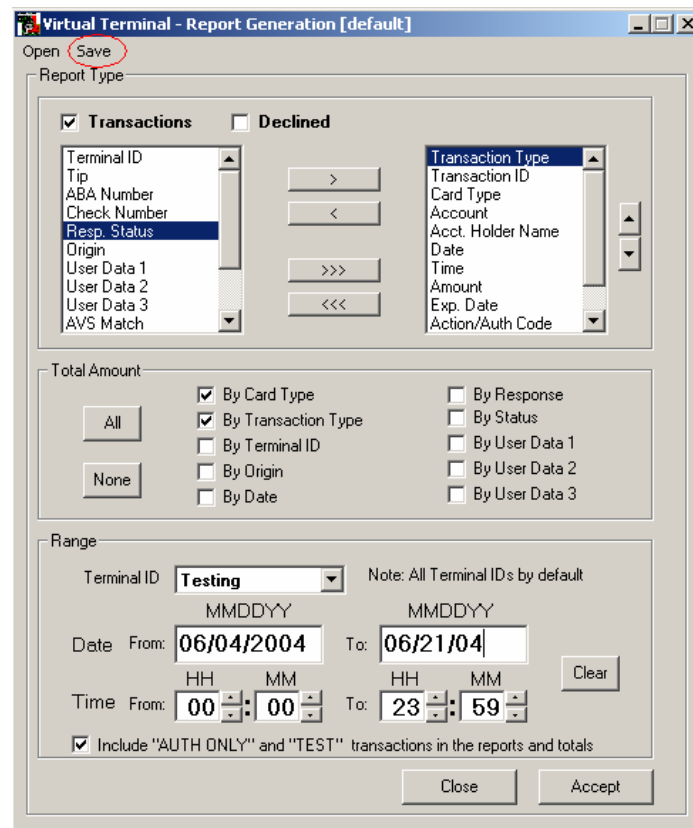 Virtual Terminal - Report Generation [default]
Open Save
Report Type
Transactions Declined
Terminal ID
Tip
ABA Number
Check Number
Resp. Status
Origin
User Data 1
User Data 2
User Data 3
AVS Match
>
<
>>>
<<<
Transaction Type
Transaction ID
Card Type
Account
Acct. Holder Name
Date
Time
Amount
Exp. Date
Action/Auth Code
Total Amount
All
None
By Card Type
By Transaction Type
By Terminal ID
By Origin
By Date
By Response
By Status
By User Data 1
By User Data 2
By User Data 3
Range
Terminal ID Testing Note: All Terminal IDs by default
MMDDYY MMDDYY
Date From: 06/04/2004 To: 06/21/04
HH MM HH MM
Clear
Time From: 00 : 00 To: 23 : 59
Include "AUTH ONLY" and "TEST" transactions in the reports and totals
Close Accept